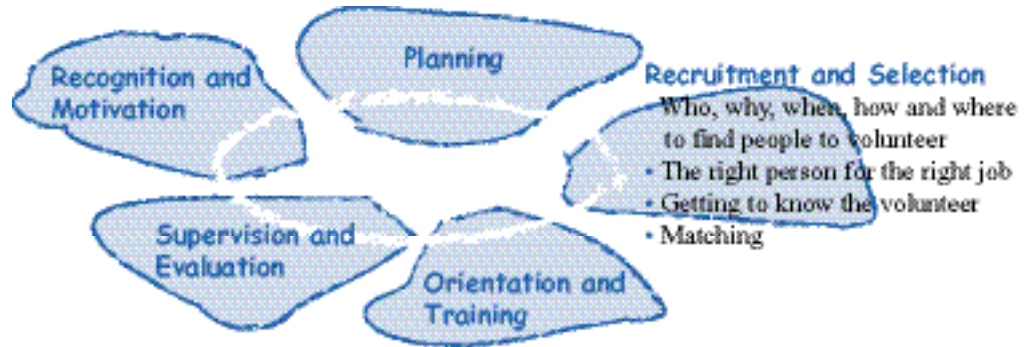 Planning
Recognition and
Motivation
Recruitment and Selection
Who, why, when, how and where
to find people to volunteer
• The right person for the right job
• Getting to know the volunteer
• Matching
Supervision and
Evaluation
Orientation and
Training